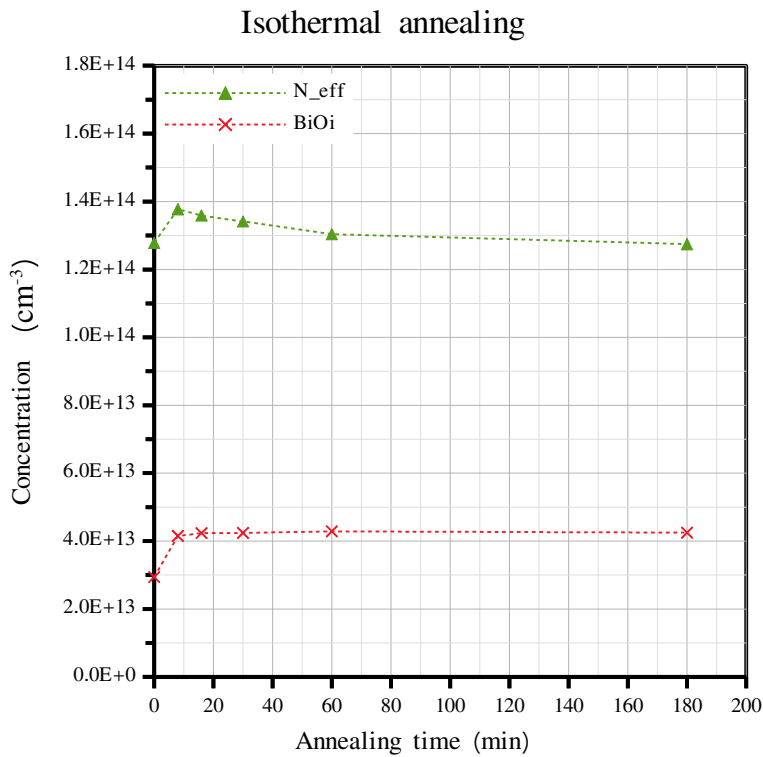 Isothermal annealing
1.8E+14
1.6E+14
1.4E+14
1.2E+14
1.0E+14
8.0E+13
6.0E+13
4.0E+13
2.0E+13
0.0E+0
N_eff
BiOi
Concentration (cm⁻³)
0 20 40 60 80 100 120 140 160 180 200
Annealing time (min)